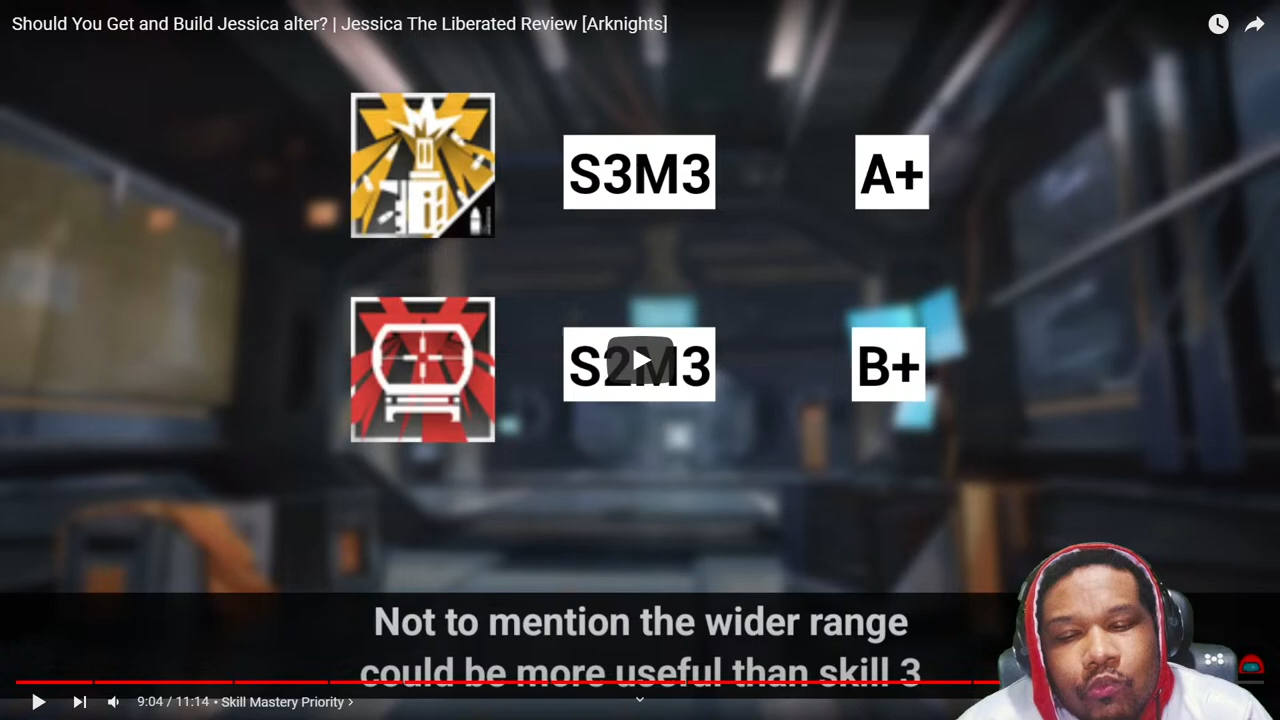 Should You Get and Build Jessica alter? | Jessica The Liberated Review [Arknights]
S3M3
A+
S2M3
B+
Not to mention the wider range
could be more useful than skill 3
9:04 / 11:14 • Skill Mastery Priority